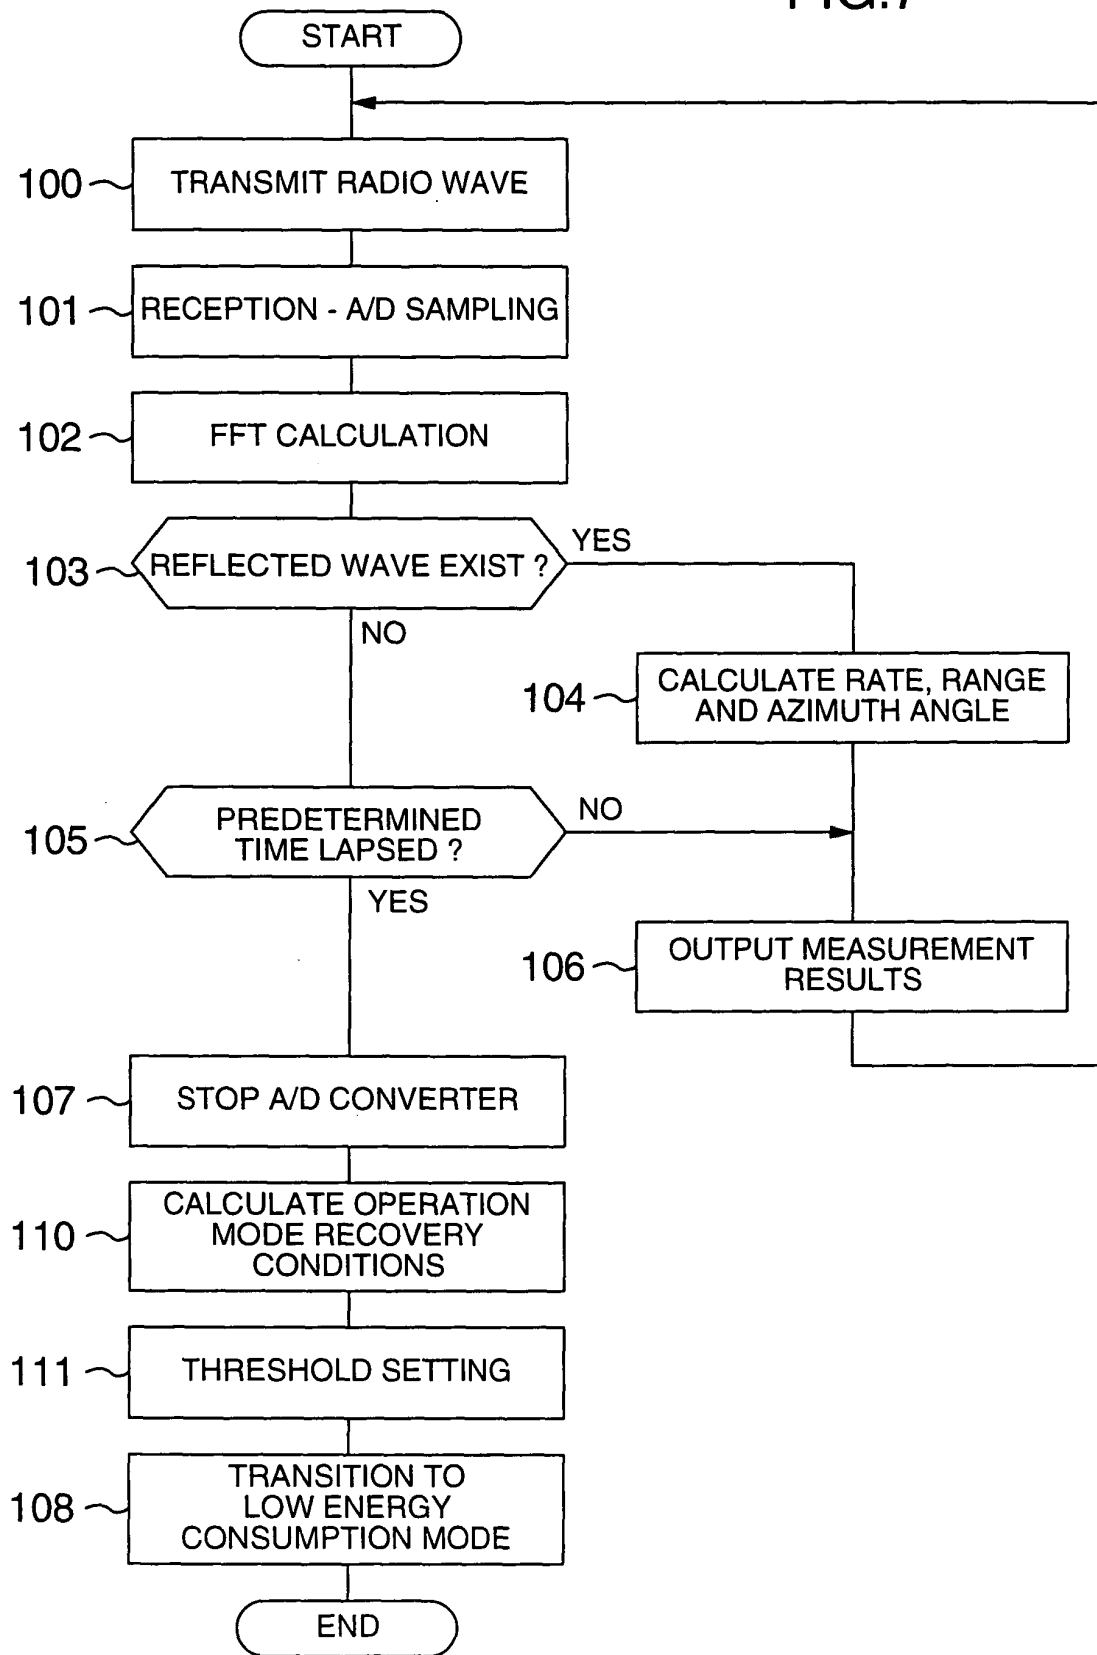 FIG.7
START
100
TRANSMIT RADIO WAVE
101
RECEPTION - A/D SAMPLING
102
FFT CALCULATION
103
REFLECTED WAVE EXIST ?
YES
NO
104
CALCULATE RATE, RANGE
AND AZIMUTH ANGLE
105
PREDETERMINED
TIME LAPSED ?
NO
YES
106
OUTPUT MEASUREMENT
RESULTS
107
STOP A/D CONVERTER
110
CALCULATE OPERATION
MODE RECOVERY
CONDITIONS
111
THRESHOLD SETTING
108
TRANSITION TO
LOW ENERGY
CONSUMPTION MODE
END